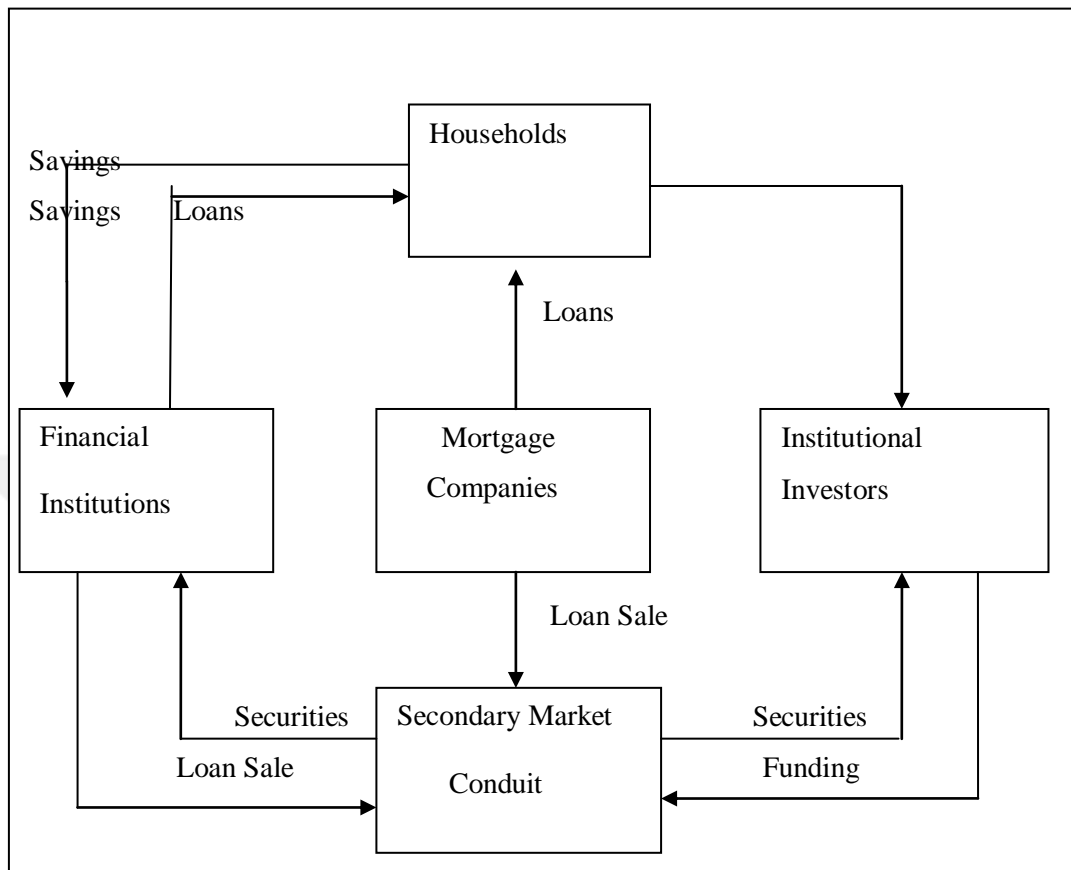 Households
Savings
Savings
Loans
Loans
Financial
Institutions
Mortgage
Companies
Institutional
Investors
Loan Sale
Securities
Secondary Market
Conduit
Securities
Loan Sale
Funding